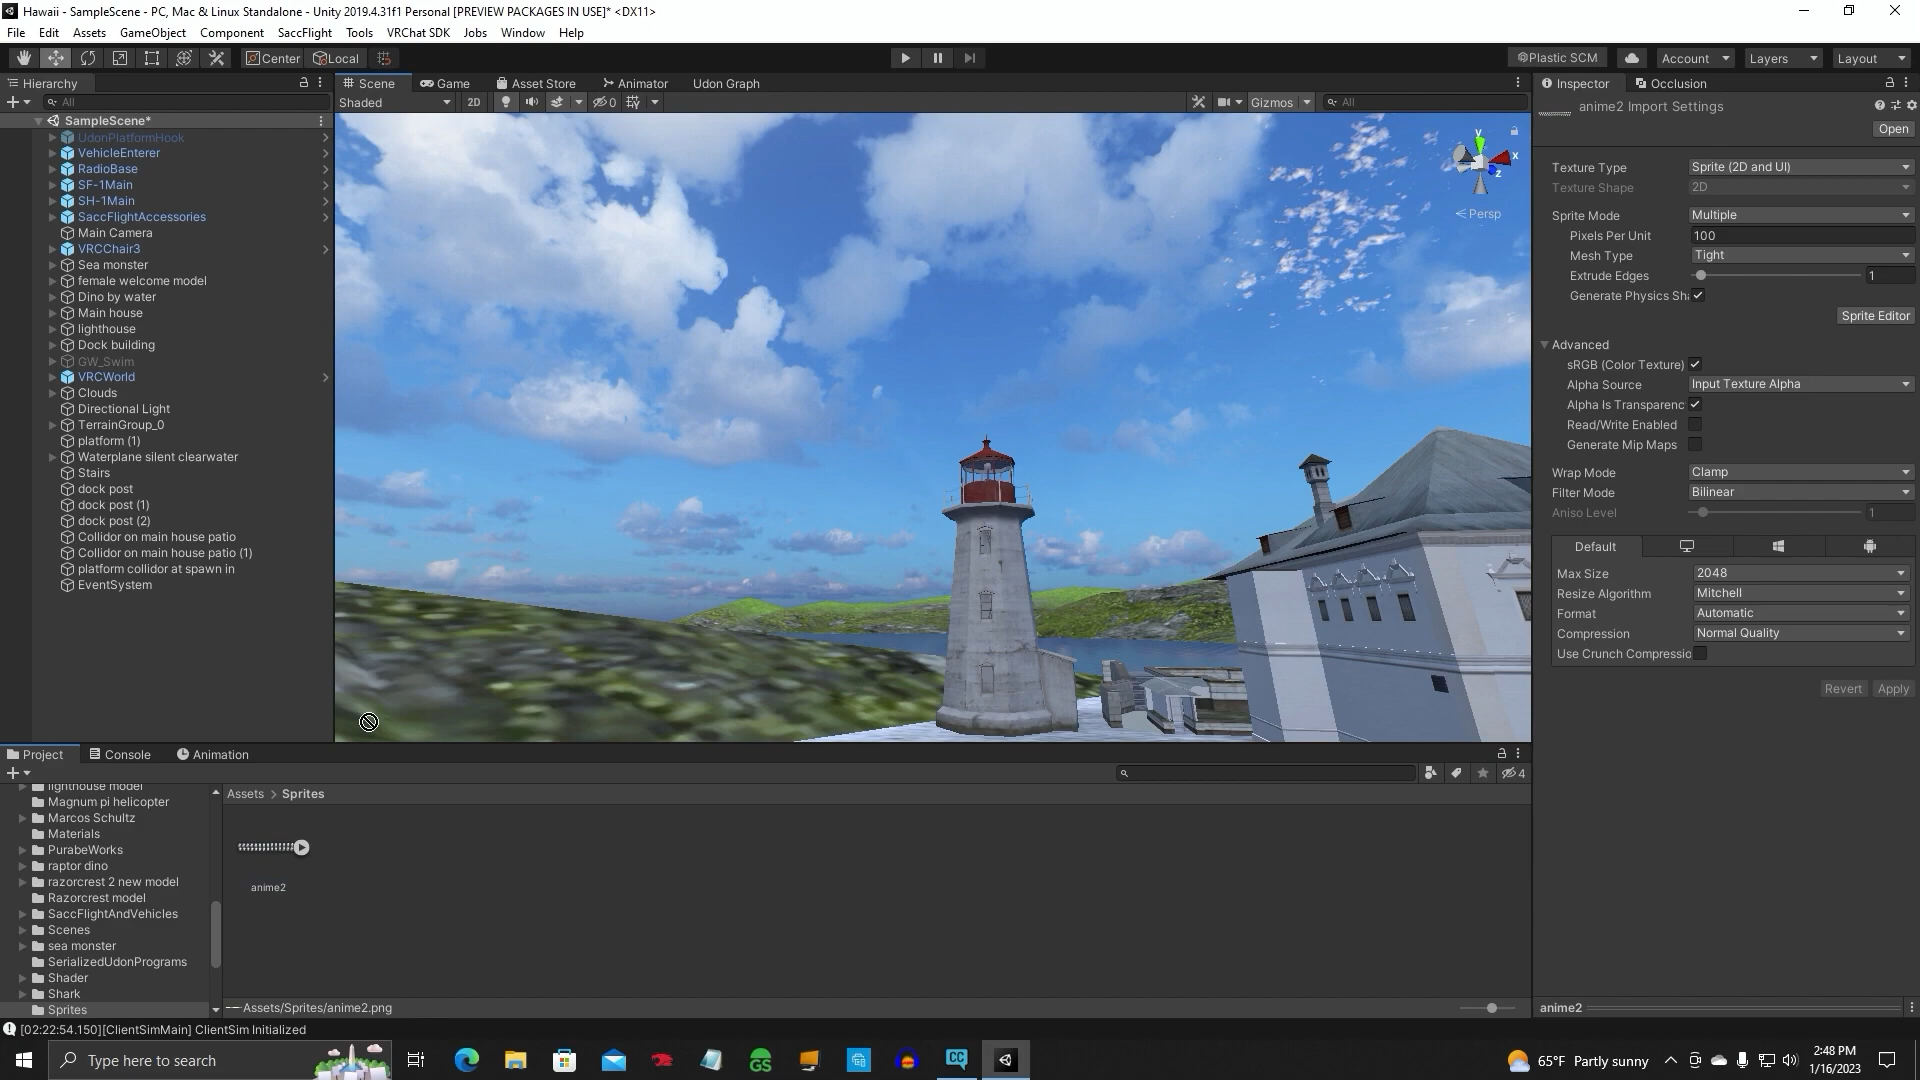 Hawaii - SampleScene - PC, Mac & Linux Standalone - Unity 2019.4.31f1 Personal [PREVIEW PACKAGES IN USE]* <DX11>
File Edit Assets GameObject Component SaccFlight Tools VRChat SDK Jobs Window Help
Center Local Plastic SCM Account Layers Layout
Hierarchy
All
SampleScene*
UdonPlatformHook
VehicleEnterer
RadioBase
SF-1Main
SH-1Main
SaccFlightAccessories
Main Camera
VRCChair3
Sea monster
female welcome model
Dino by water
Main house
lighthouse
Dock building
GW_Swim
VRCWorld
Clouds
Directional Light
TerrainGroup_0
platform (1)
Waterplane silent clearwater
Stairs
dock post
dock post (1)
dock post (2)
Collidor on main house patio
Collidor on main house patio (1)
platform collidor at spawn in
EventSystem
Scene Game Asset Store Animator Udon Graph
Shaded 2D 0 Gizmos All
y
x
z
Persp
Inspector Occlusion
anime2 Import Settings
Open
Texture Type Sprite (2D and UI)
Texture Shape 2D
Sprite Mode Multiple
Pixels Per Unit 100
Mesh Type Tight
Extrude Edges 1
Generate Physics Sh
Sprite Editor
Advanced
sRGB (Color Texture)
Alpha Source Input Texture Alpha
Alpha Is Transparenc
Read/Write Enabled
Generate Mip Maps
Wrap Mode Clamp
Filter Mode Bilinear
Aniso Level 1
Default
Max Size 2048
Resize Algorithm Mitchell
Format Automatic
Compression Normal Quality
Use Crunch Compressio
Revert Apply
anime2
Project Console Animation
4
lighthouse model
Magnum pi helicopter
Marcos Schultz
Materials
PurabeWorks
raptor dino
razorcrest 2 new model
Razorcrest model
SaccFlightAndVehicles
Scenes
sea monster
SerializedUdonPrograms
Shader
Shark
Sprites
Assets > Sprites
anime2
Assets/Sprites/anime2.png
[02:22:54.150][ClientSimMain] ClientSim Initialized
Type here to search
GS
CC
65°F Partly sunny
2:48 PM
1/16/2023